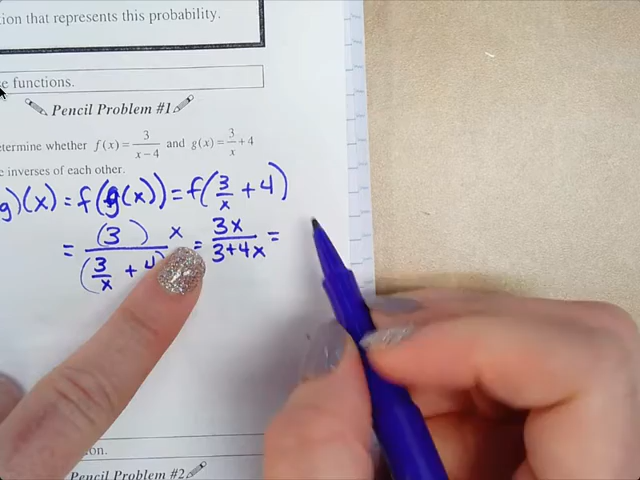 tion that represents this probability.
e functions.
Pencil Problem #1
etermine whether f(x) = 3/(x−4) and g(x) = 3/x + 4
e inverses of each other.
g)(x) = f(g(x)) = f(3/x + 4)
= (3 ) x / (3/x + 4) = 3x/(3+4x) =
on.
Pencil Problem #2